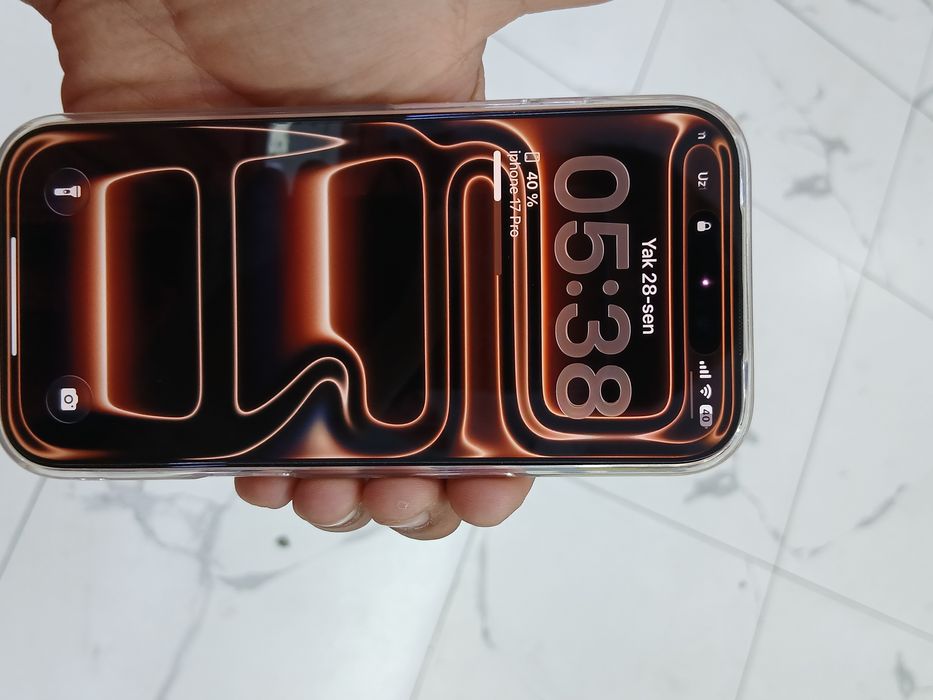 Uz
40
Yak 28-sen
05:38
40 %
iphone 17 Pro